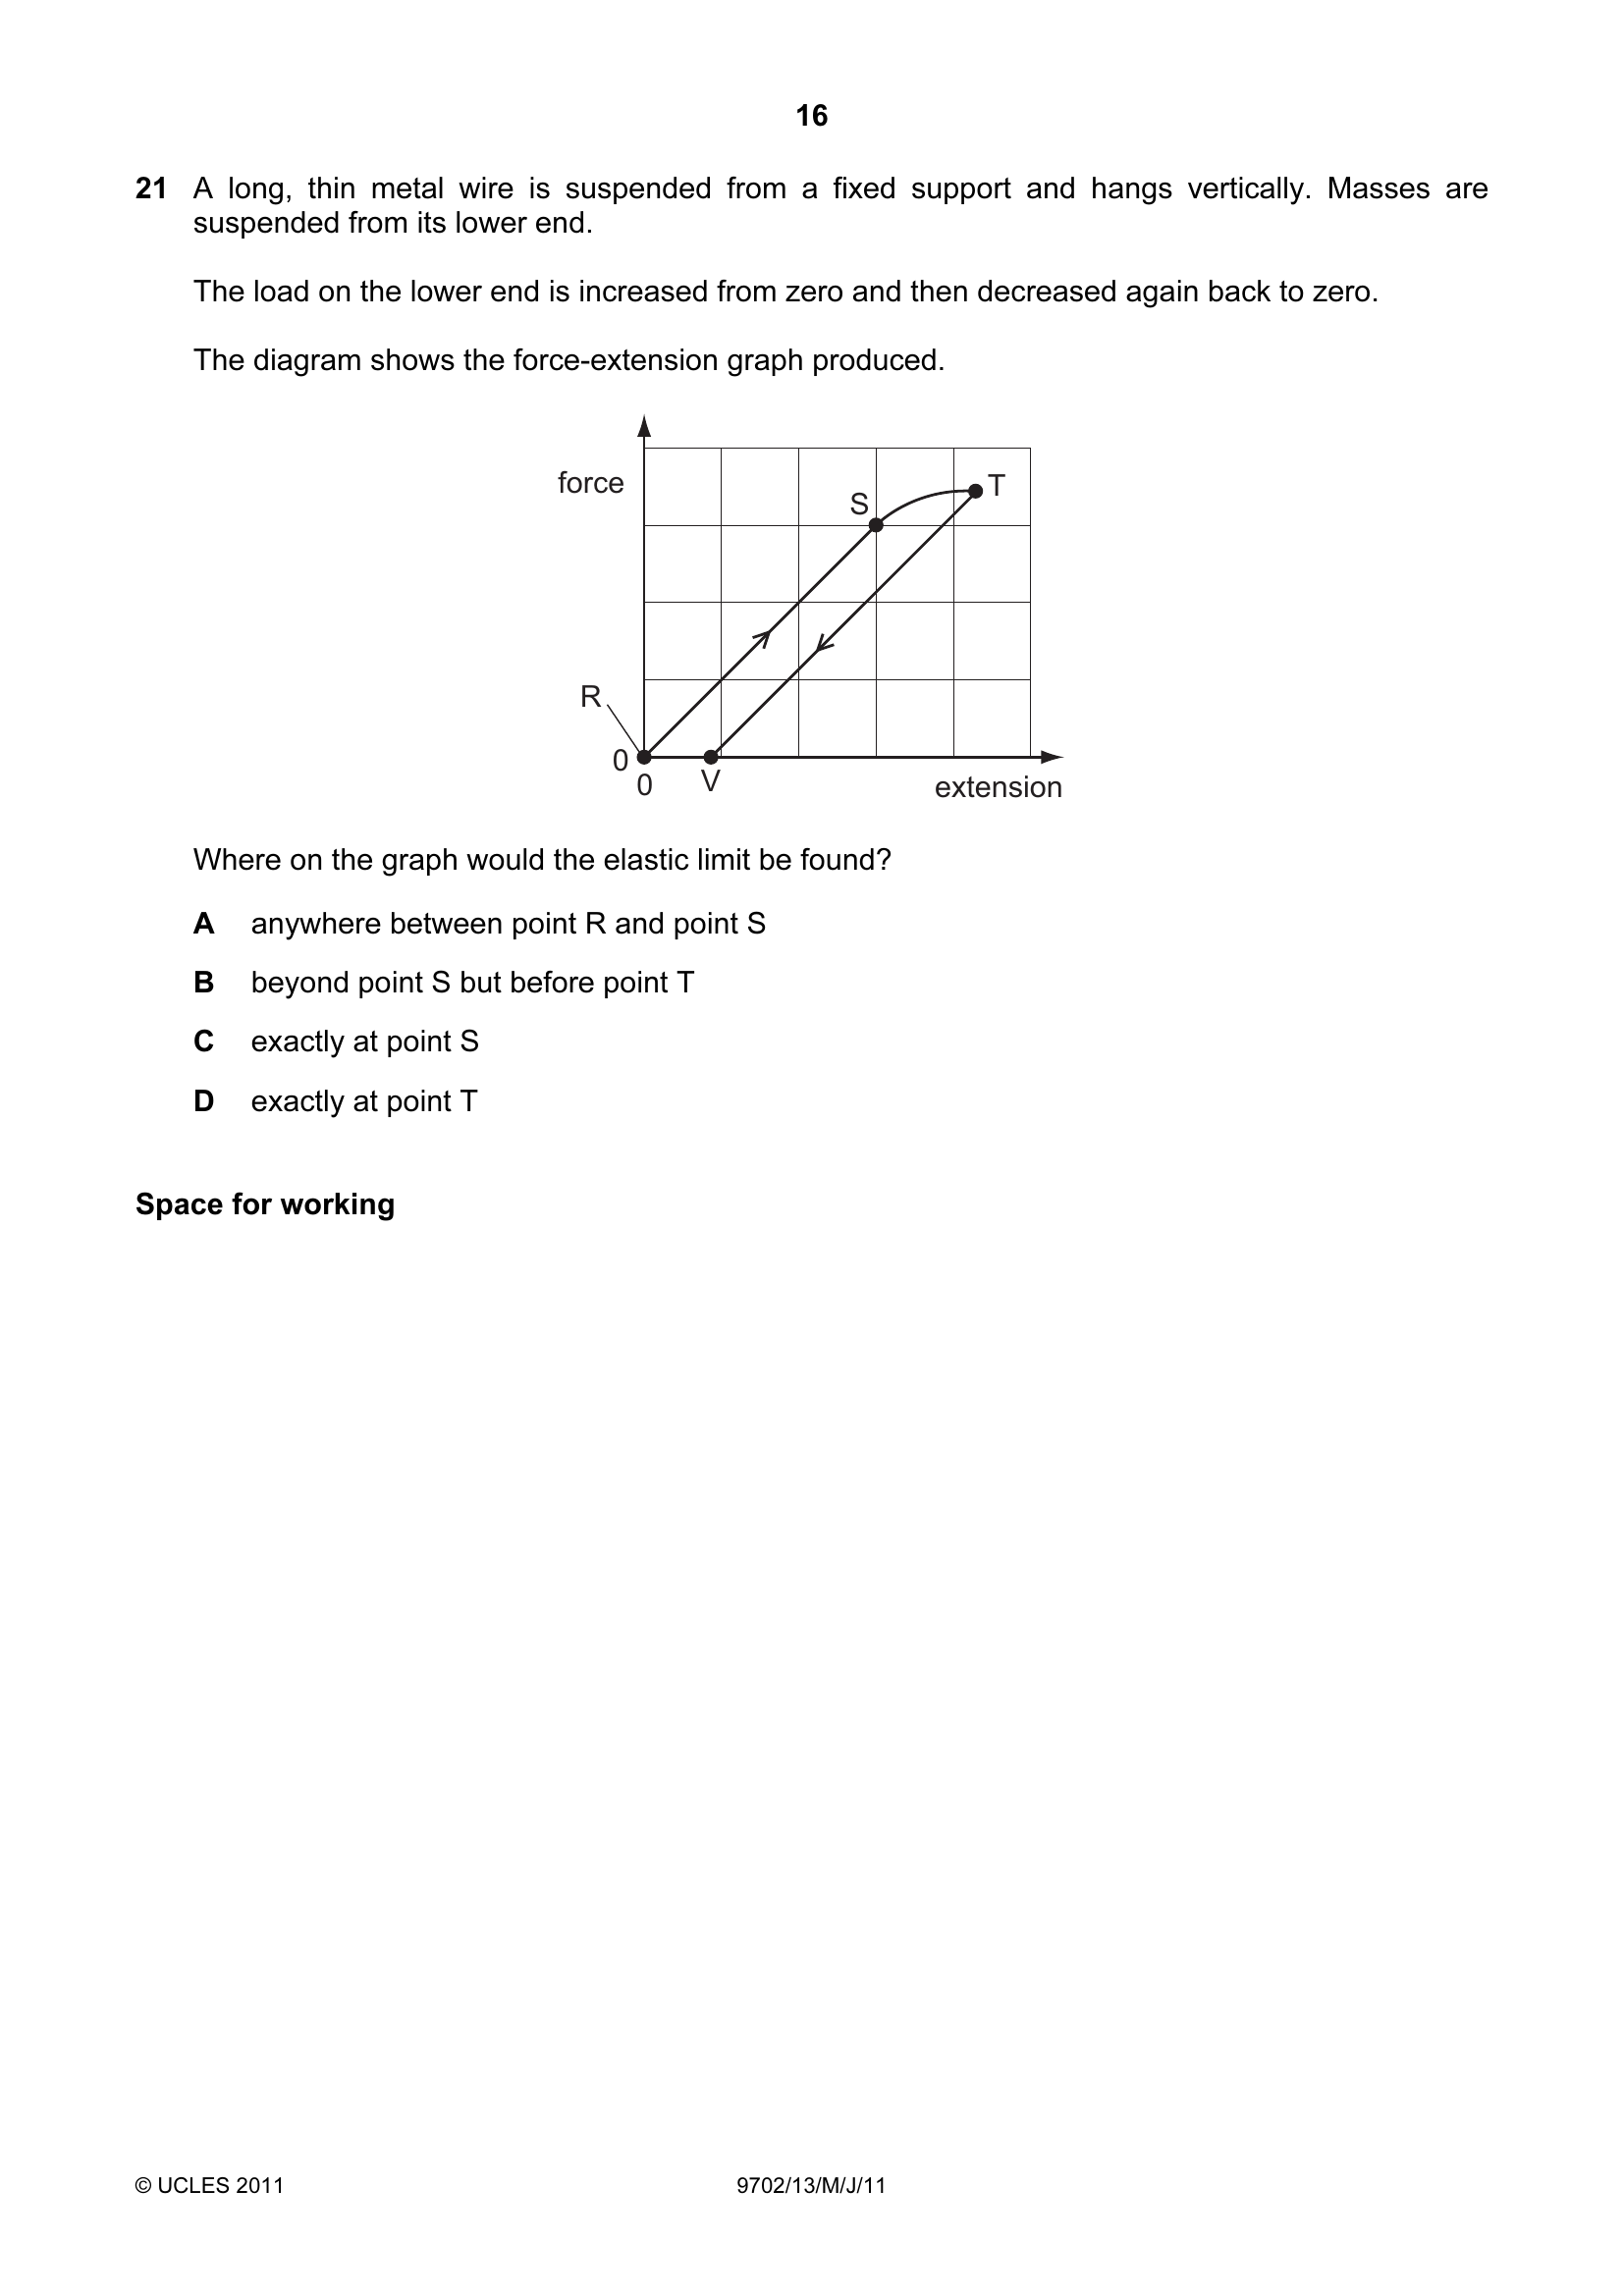 16
21 A long, thin metal wire is suspended from a fixed support and hangs vertically. Masses are
suspended from its lower end.
The load on the lower end is increased from zero and then decreased again back to zero.
The diagram shows the force-extension graph produced.
force
S
T
R
0
0
V
extension
Where on the graph would the elastic limit be found?
A anywhere between point R and point S
B beyond point S but before point T
C exactly at point S
D exactly at point T
Space for working
© UCLES 2011
9702/13/M/J/11